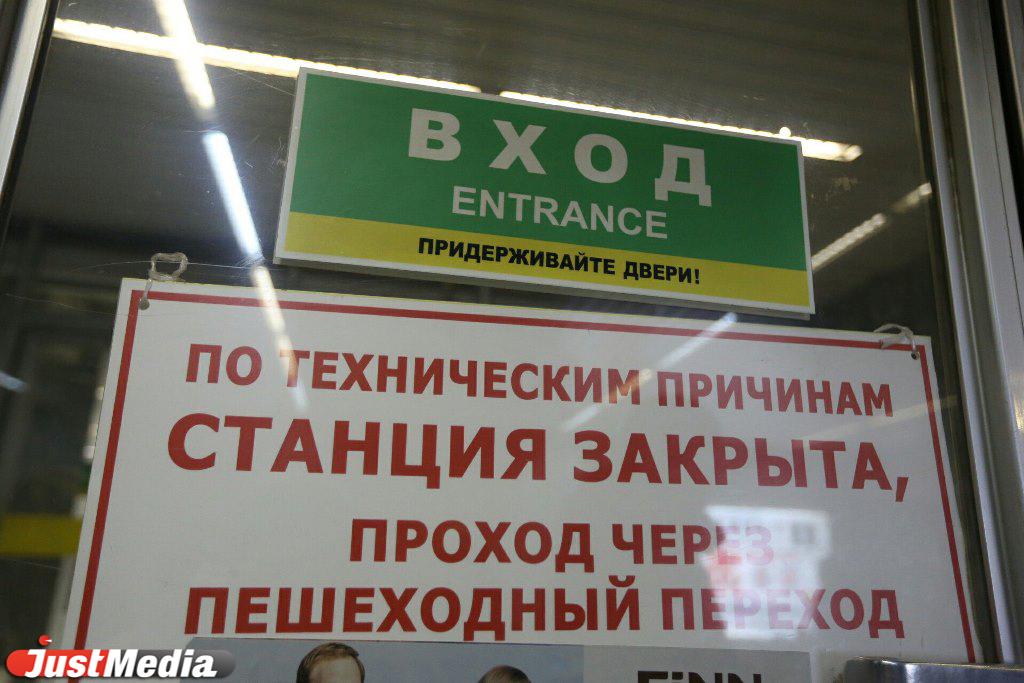 ВХОД
ENTRANCE
ПРИДЕРЖИВАЙТЕ ДВЕРИ!
ПО ТЕХНИЧЕСКИМ ПРИЧИНАМ
СТАНЦИЯ ЗАКРЫТА,
ПРОХОД ЧЕРЕЗ
ПЕШЕХОДНЫЙ ПЕРЕХОД
JustMedia